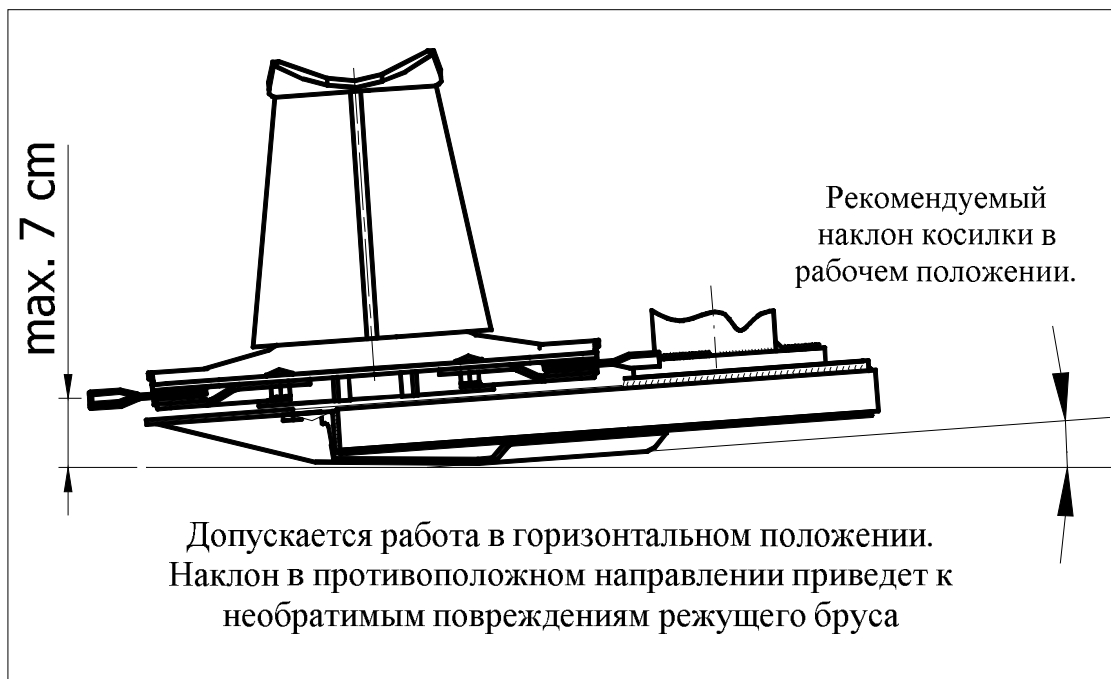 max. 7 cm
Рекомендуемый
наклон косилки в
рабочем положении.
Допускается работа в горизонтальном положении.
Наклон в противоположном направлении приведет к
необратимым повреждениям режущего бруса